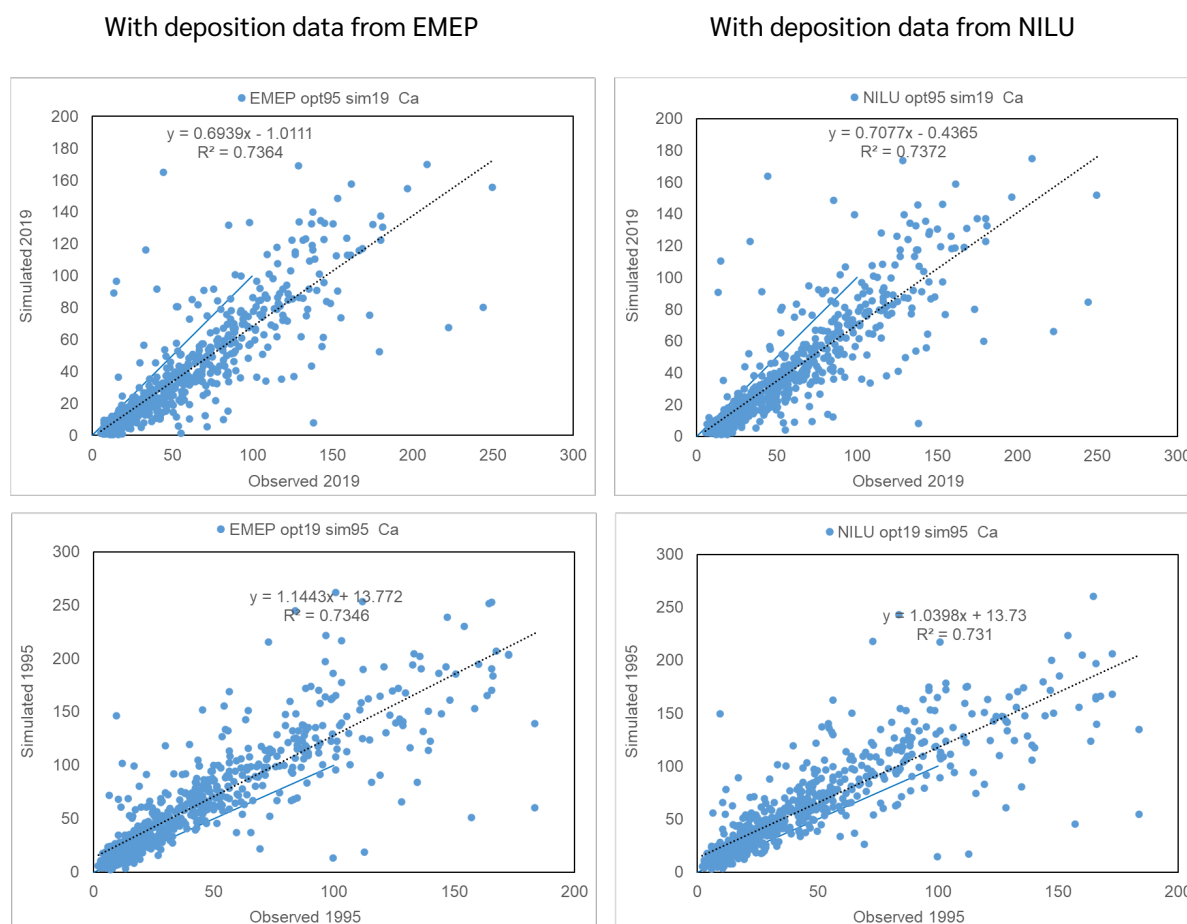 With deposition data from EMEP
With deposition data from NILU
EMEP opt95 sim19 Ca
y = 0.6939x - 1.0111
R² = 0.7364
200
180
160
140
120
100
80
60
40
20
0
Simulated 2019
0 50 100 150 200 250 300
Observed 2019
NILU opt95 sim19 Ca
y = 0.7077x - 0.4365
R² = 0.7372
200
180
160
140
120
100
80
60
40
20
0
Simulated 2019
0 50 100 150 200 250 300
Observed 2019
EMEP opt19 sim95 Ca
y = 1.1443x + 13.772
R² = 0.7346
300
250
200
150
100
50
0
Simulated 1995
0 50 100 150 200
Observed 1995
NILU opt19 sim95 Ca
y = 1.0398x + 13.73
R² = 0.731
300
250
200
150
100
50
0
Simulated 1995
0 50 100 150 200
Observed 1995